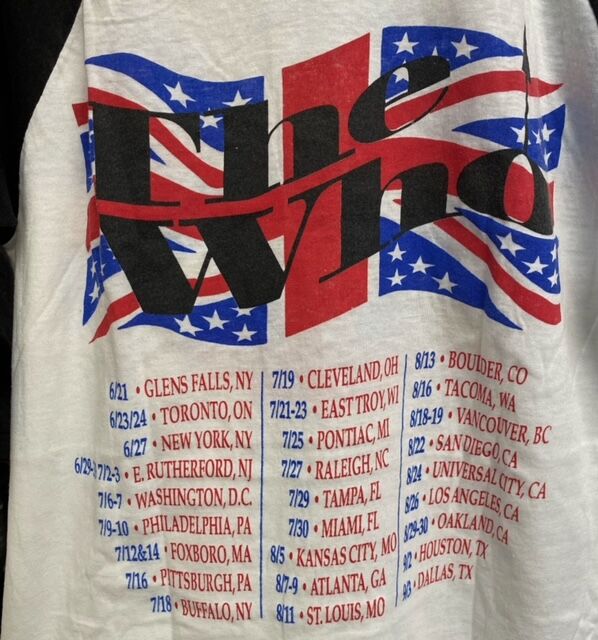 The
Who
6/21 • GLENS FALLS, NY
6/23/24 • TORONTO, ON
6/27 • NEW YORK, NY
7/2-3 • E. RUTHERFORD, NJ
7/6-7 • WASHINGTON, D.C.
7/9-10 • PHILADELPHIA, PA
7/12&14 • FOXBORO, MA
7/16 • PITTSBURGH, PA
7/18 • BUFFALO, NY
7/19 • CLEVELAND, OH
7/21-23 • EAST TROY, WI
7/25 • PONTIAC, MI
7/27 • RALEIGH, NC
7/29 • TAMPA, FL
7/30 • MIAMI, FL
8/5 • KANSAS CITY, MO
8/7-9 • ATLANTA, GA
8/11 • ST. LOUIS, MO
8/13 • BOULDER, CO
8/16 • TACOMA, WA
8/18-19 • VANCOUVER, BC
8/22 • SAN DIEGO, CA
8/24 • UNIVERSAL CITY, CA
8/26 • LOS ANGELES, CA
8/29-30 • OAKLAND, CA
9/2 • HOUSTON, TX
9/3 • DALLAS, TX